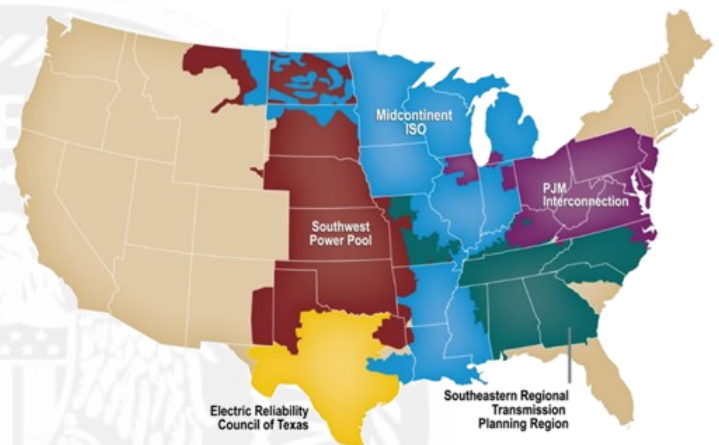 Midcontinent
ISO
PJM
Interconnection
Southwest
Power Pool
Electric Reliability
Council of Texas
Southeastern Regional
Transmission
Planning Region